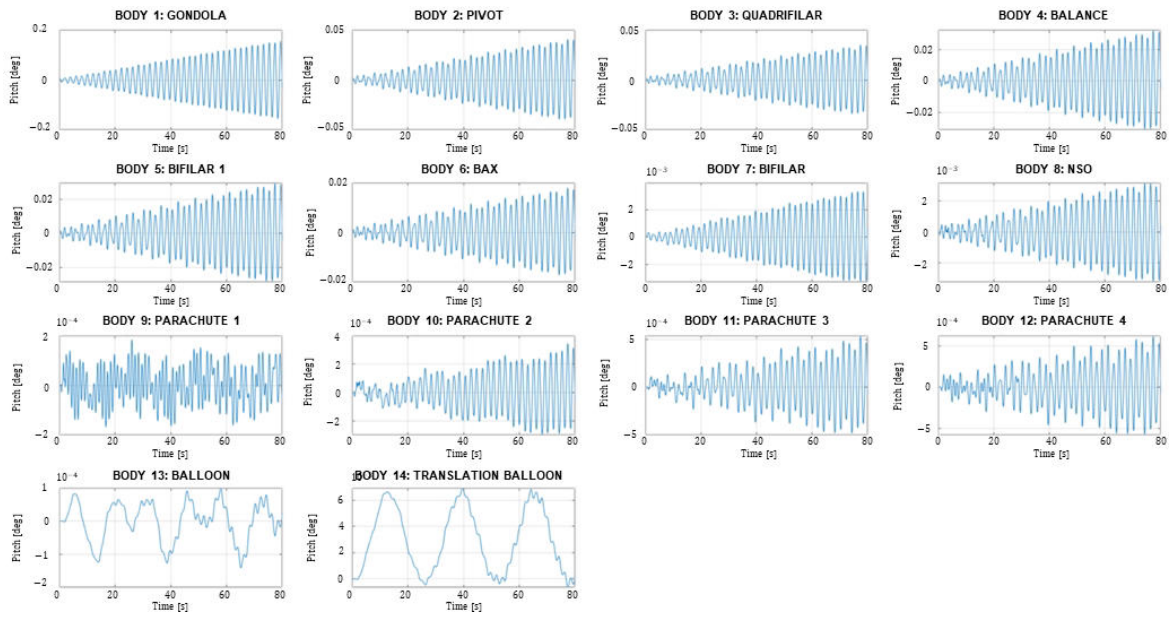 BODY 1: GONDOLA
Pitch [deg]
0.2
0
−0.2
0 20 40 60 80
Time [s]
BODY 2: PIVOT
Pitch [deg]
0.05
0
−0.05
0 20 40 60 80
Time [s]
BODY 3: QUADRIFILAR
Pitch [deg]
0.05
0
−0.05
0 20 40 60 80
Time [s]
BODY 4: BALANCE
Pitch [deg]
0.02
0
−0.02
0 20 40 60 80
Time [s]
BODY 5: BIFILAR 1
Pitch [deg]
0.02
0
−0.02
0 20 40 60 80
Time [s]
BODY 6: BAX
Pitch [deg]
0.02
0
−0.02
0 20 40 60 80
Time [s]
BODY 7: BIFILAR
10⁻³
Pitch [deg]
2
0
−2
0 20 40 60 80
Time [s]
BODY 8: NSO
10⁻³
Pitch [deg]
2
0
−2
0 20 40 60 80
Time [s]
BODY 9: PARACHUTE 1
10⁻⁴
Pitch [deg]
2
0
−2
0 20 40 60 80
Time [s]
BODY 10: PARACHUTE 2
10⁻⁴
Pitch [deg]
4
2
0
−2
0 20 40 60 80
Time [s]
BODY 11: PARACHUTE 3
10⁻⁴
Pitch [deg]
5
0
−5
0 20 40 60 80
Time [s]
BODY 12: PARACHUTE 4
10⁻⁴
Pitch [deg]
5
0
−5
0 20 40 60 80
Time [s]
BODY 13: BALLOON
10⁻⁴
Pitch [deg]
1
0
−1
−2
0 20 40 60 80
Time [s]
BODY 14: TRANSLATION BALLOON
Pitch [deg]
6
4
2
0
0 20 40 60 80
Time [s]